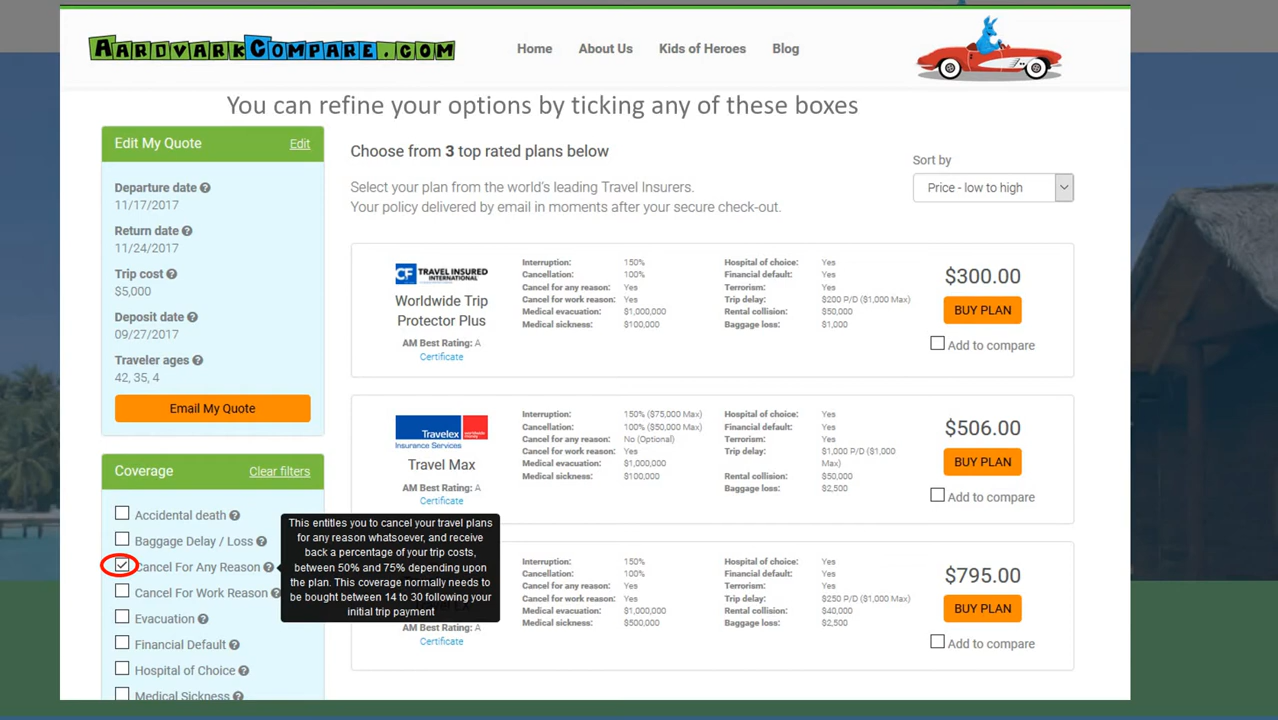 AARDVARKCOMPARE.COM
Home About Us Kids of Heroes Blog
You can refine your options by ticking any of these boxes
Edit My Quote Edit
Departure date ?
11/17/2017
Return date ?
11/24/2017
Trip cost ?
$5,000
Deposit date ?
09/27/2017
Traveler ages ?
42, 35, 4
Email My Quote
Coverage Clear filters
Accidental death ?
Baggage Delay / Loss ?
Cancel For Any Reason ?
Cancel For Work Reason ?
Evacuation ?
Financial Default ?
Hospital of Choice ?
Medical Sickness ?
This entitles you to cancel your travel plans
for any reason whatsoever, and receive
back a percentage of your trip costs,
between 50% and 75% depending upon
the plan. This coverage normally needs to
be bought between 14 to 30 following your
initial trip payment
Choose from 3 top rated plans below
Select your plan from the world's leading Travel Insurers.
Your policy delivered by email in moments after your secure check-out.
Sort by
Price - low to high
TRAVEL INSURED
INTERNATIONAL
Worldwide Trip
Protector Plus
AM Best Rating: A
Certificate
Interruption: 150%
Cancellation: 100%
Cancel for any reason: Yes
Cancel for work reason: Yes
Medical evacuation: $1,000,000
Medical sickness: $100,000
Hospital of choice: Yes
Financial default: Yes
Terrorism: Yes
Trip delay: $200 P/D ($1,000 Max)
Rental collision: $50,000
Baggage loss: $1,000
$300.00
BUY PLAN
Add to compare
Travelex
Insurance Services
Travel Max
AM Best Rating: A
Certificate
Interruption: 150% ($75,000 Max)
Cancellation: 100% ($50,000 Max)
Cancel for any reason: No (Optional)
Cancel for work reason: Yes
Medical evacuation: $1,000,000
Medical sickness: $100,000
Hospital of choice: Yes
Financial default: Yes
Terrorism: Yes
Trip delay: $1,000 P/D ($1,000
Max)
Rental collision: $50,000
Baggage loss: $2,500
$506.00
BUY PLAN
Add to compare
AM Best Rating: A
Certificate
Interruption: 150%
Cancellation: 100%
Cancel for any reason: Yes
Cancel for work reason: Yes
Medical evacuation: $1,000,000
Medical sickness: $500,000
Hospital of choice: Yes
Financial default: Yes
Terrorism: Yes
Trip delay: $250 P/D ($1,000 Max)
Rental collision: $40,000
Baggage loss: $2,500
$795.00
BUY PLAN
Add to compare